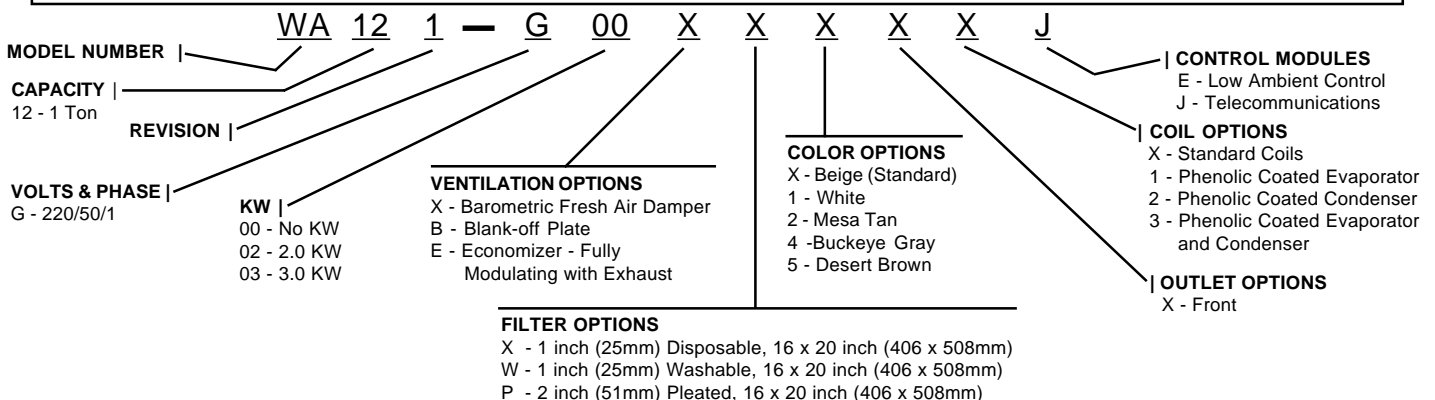 WA 12 1 – G 00 X X X X X J
MODEL NUMBER |
CAPACITY |
12 - 1 Ton
REVISION |
VOLTS & PHASE |
G - 220/50/1
KW |
00 - No KW
02 - 2.0 KW
03 - 3.0 KW
VENTILATION OPTIONS
X - Barometric Fresh Air Damper
B - Blank-off Plate
E - Economizer - Fully
Modulating with Exhaust
FILTER OPTIONS
X - 1 inch (25mm) Disposable, 16 x 20 inch (406 x 508mm)
W - 1 inch (25mm) Washable, 16 x 20 inch (406 x 508mm)
P - 2 inch (51mm) Pleated, 16 x 20 inch (406 x 508mm)
COLOR OPTIONS
X - Beige (Standard)
1 - White
2 - Mesa Tan
4 -Buckeye Gray
5 - Desert Brown
| OUTLET OPTIONS
X - Front
| COIL OPTIONS
X - Standard Coils
1 - Phenolic Coated Evaporator
2 - Phenolic Coated Condenser
3 - Phenolic Coated Evaporator
and Condenser
| CONTROL MODULES
E - Low Ambient Control
J - Telecommunications